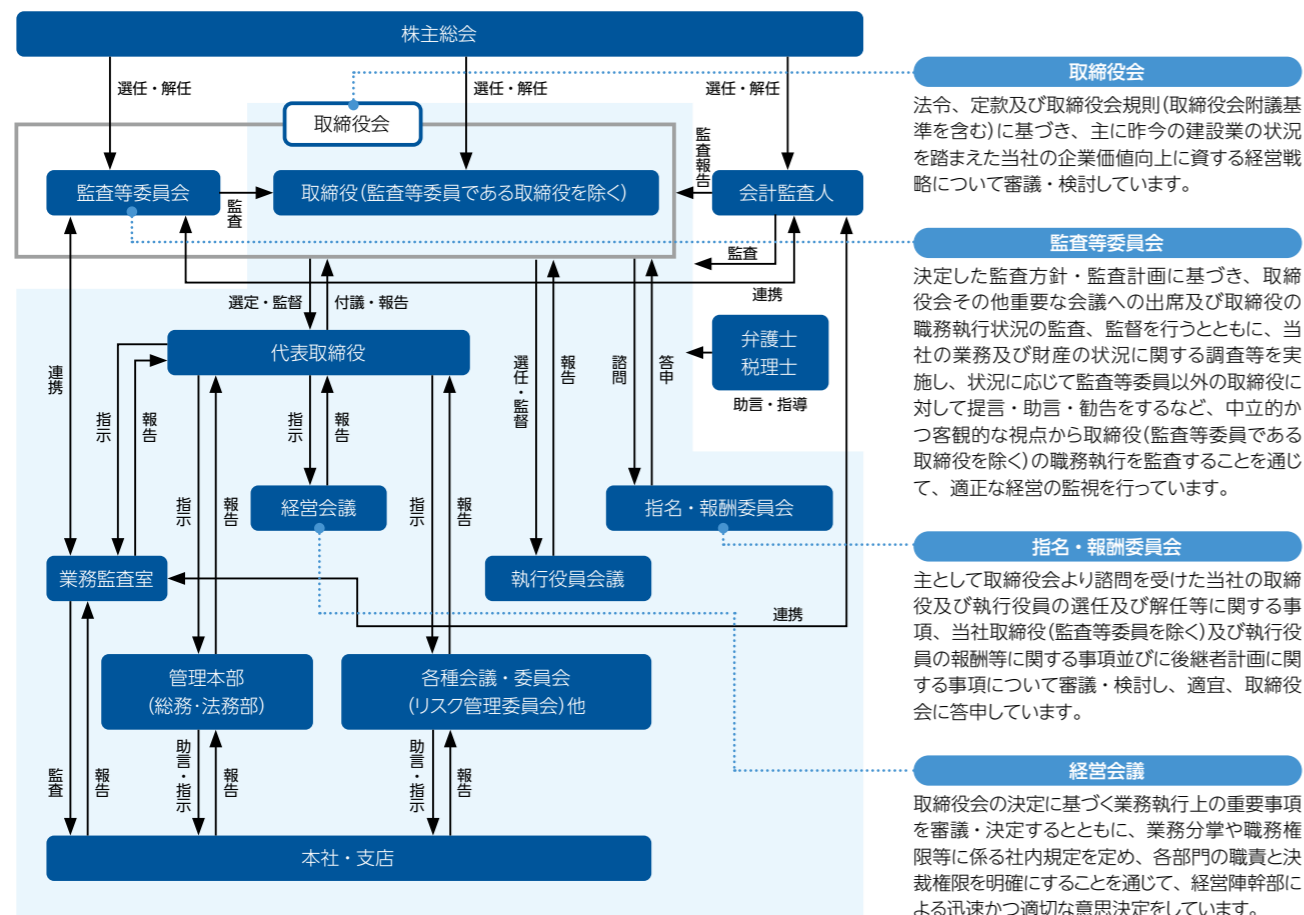 株主総会
選任・解任
選任・解任
選任・解任
取締役会
監査報告
監査等委員会
監査
取締役(監査等委員である取締役を除く)
会計監査人
監査
連携
選定・監督
付議・報告
代表取締役
弁護士
税理士
助言・指導
連携
指示
報告
指示
報告
選任・監督
報告
諮問
答申
指示
報告
指示
報告
経営会議
指名・報酬委員会
業務監査室
執行役員会議
連携
管理本部
(総務・法務部)
各種会議・委員会
(リスク管理委員会)他
監査
報告
助言・指示
報告
助言・指示
報告
本社・支店
取締役会
法令、定款及び取締役会規則(取締役会附議基
準を含む)に基づき、主に昨今の建設業の状況
を踏まえた当社の企業価値向上に資する経営戦
略について審議・検討しています。
監査等委員会
決定した監査方針・監査計画に基づき、取締
役会その他重要な会議への出席及び取締役の
職務執行状況の監査、監督を行うとともに、当
社の業務及び財産の状況に関する調査等を実
施し、状況に応じて監査等委員以外の取締役に
対して提言・助言・勧告をするなど、中立的か
つ客観的な視点から取締役(監査等委員である
取締役を除く)の職務執行を監査することを通じ
て、適正な経営の監視を行っています。
指名・報酬委員会
主として取締役会より諮問を受けた当社の取締
役及び執行役員の選任及び解任等に関する事
項、当社取締役(監査等委員を除く)及び執行役
員の報酬等に関する事項並びに後継者計画に関
する事項について審議・検討し、適宜、取締役
会に答申しています。
経営会議
取締役会の決定に基づく業務執行上の重要事項
を審議・決定するとともに、業務分掌や職務権
限等に係る社内規定を定め、各部門の職責と決
裁権限を明確にすることを通じて、経営陣幹部に
よる迅速かつ適切な意思決定をしています。